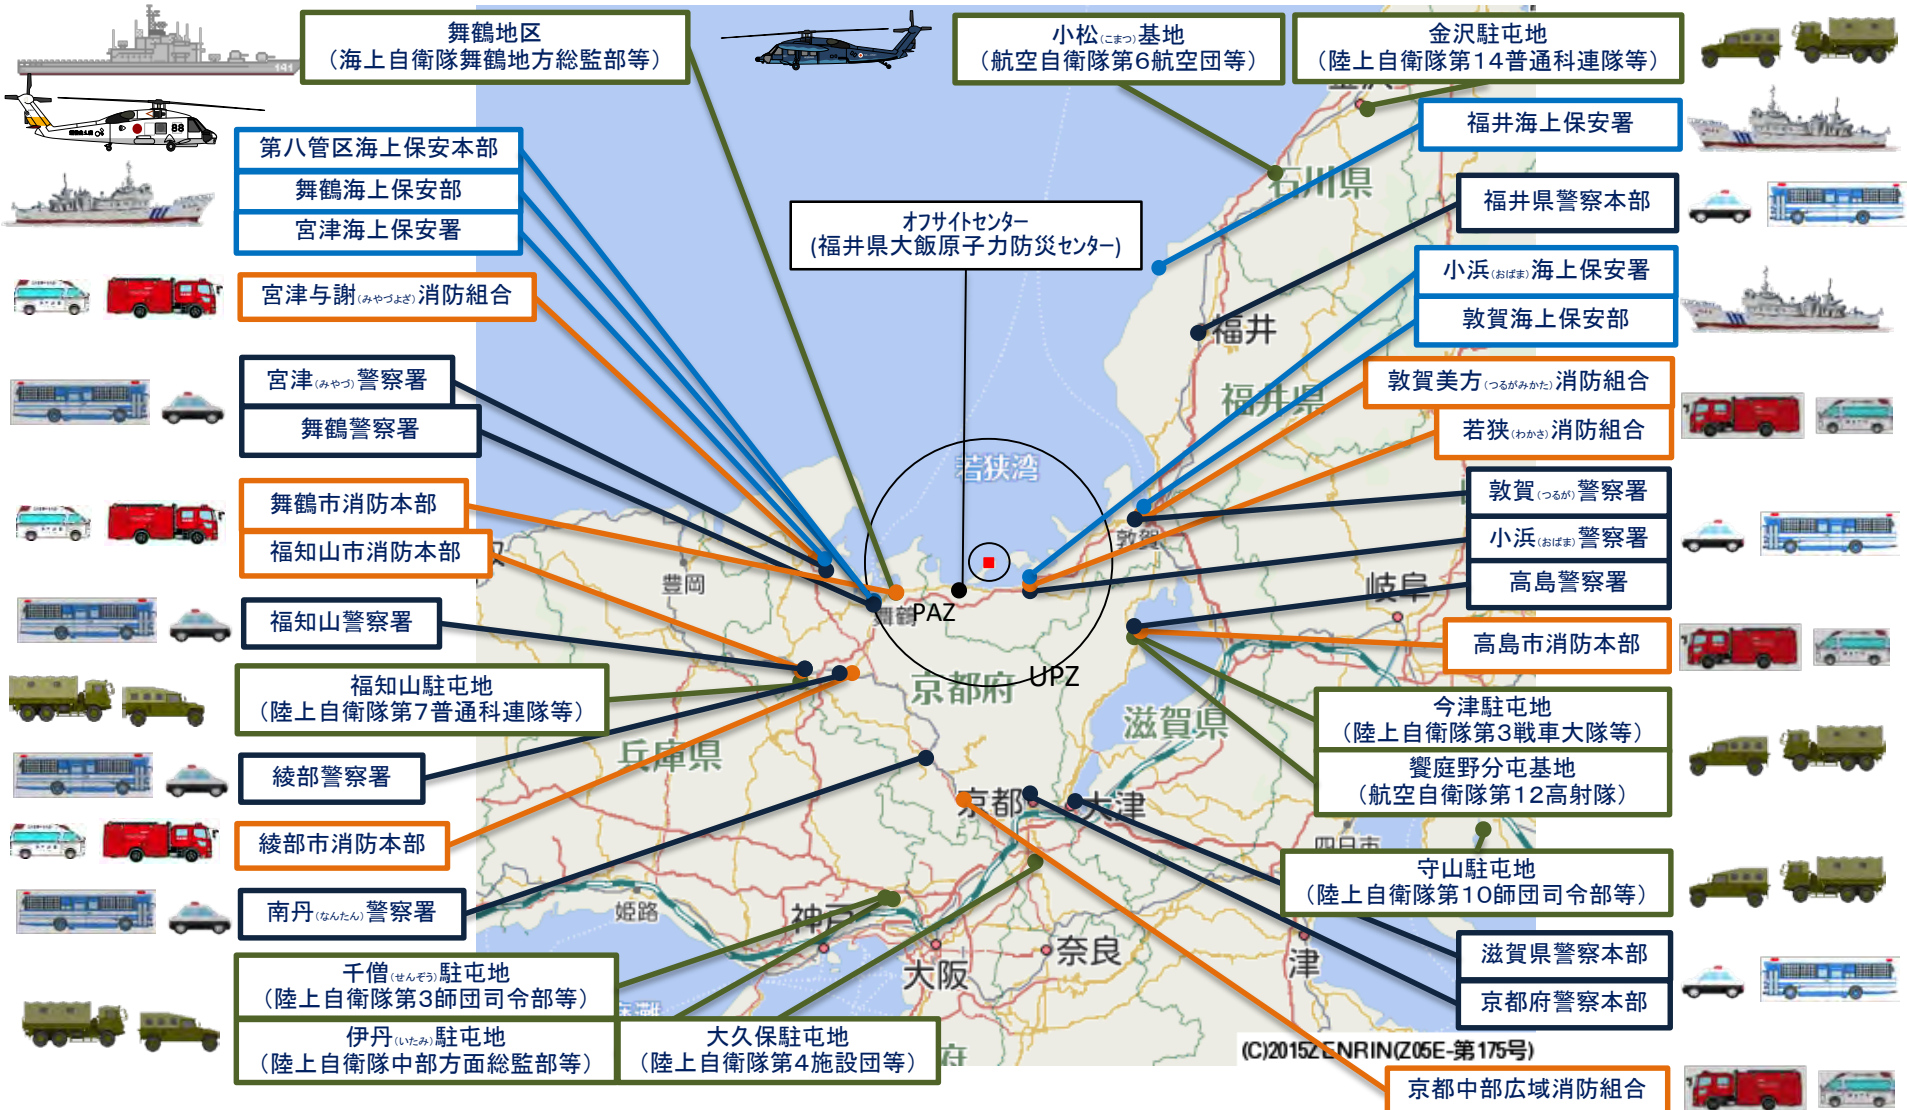 舞鶴地区
(海上自衛隊舞鶴地方総監部等)
小松(こまつ)基地
(航空自衛隊第6航空団等)
金沢駐屯地
(陸上自衛隊第14普通科連隊等)
141
88
福井海上保安署
第八管区海上保安本部
舞鶴海上保安部
宮津海上保安署
福井県警察本部
オフサイトセンター
(福井県大飯原子力防災センター)
小浜(おばま)海上保安署
敦賀海上保安部
宮津与謝(みやづよざ)消防組合
宮津(みやづ)警察署
舞鶴警察署
敦賀美方(つるがみかた)消防組合
若狭(わかさ)消防組合
敦賀(つるが)警察署
小浜(おばま)警察署
高島警察署
舞鶴市消防本部
福知山市消防本部
福知山警察署
高島市消防本部
福知山駐屯地
(陸上自衛隊第7普通科連隊等)
今津駐屯地
(陸上自衛隊第3戦車大隊等)
饗庭野分屯基地
(航空自衛隊第12高射隊)
綾部警察署
綾部市消防本部
守山駐屯地
(陸上自衛隊第10師団司令部等)
南丹(なんたん)警察署
滋賀県警察本部
京都府警察本部
千僧(せんぞう)駐屯地
(陸上自衛隊第3師団司令部等)
伊丹(いたみ)駐屯地
(陸上自衛隊中部方面総監部等)
大久保駐屯地
(陸上自衛隊第4施設団等)
京都中部広域消防組合
石川県
福井
福井県
若狭湾
敦賀
豊岡
舞鶴
PAZ
UPZ
岐阜
京都府
滋賀県
兵庫県
京都
大津
四日市
姫路
神戸
大阪
奈良
津
(C)2015ZENRIN(Z05E-第175号)